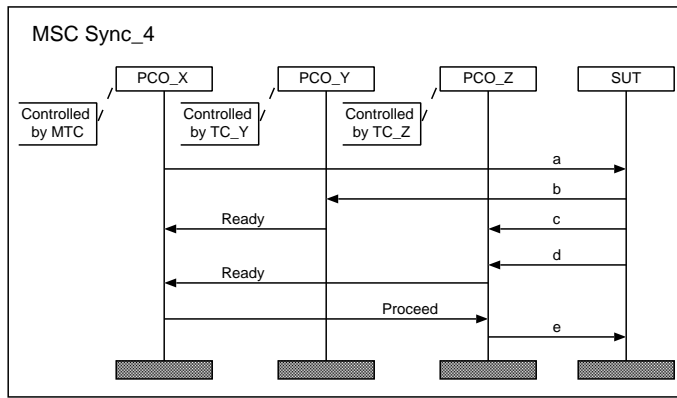 MSC Sync_4
PCO_X
PCO_Y
PCO_Z
SUT
Controlled
by MTC
Controlled
by TC_Y
Controlled
by TC_Z
a
b
Ready
c
d
Ready
Proceed
e